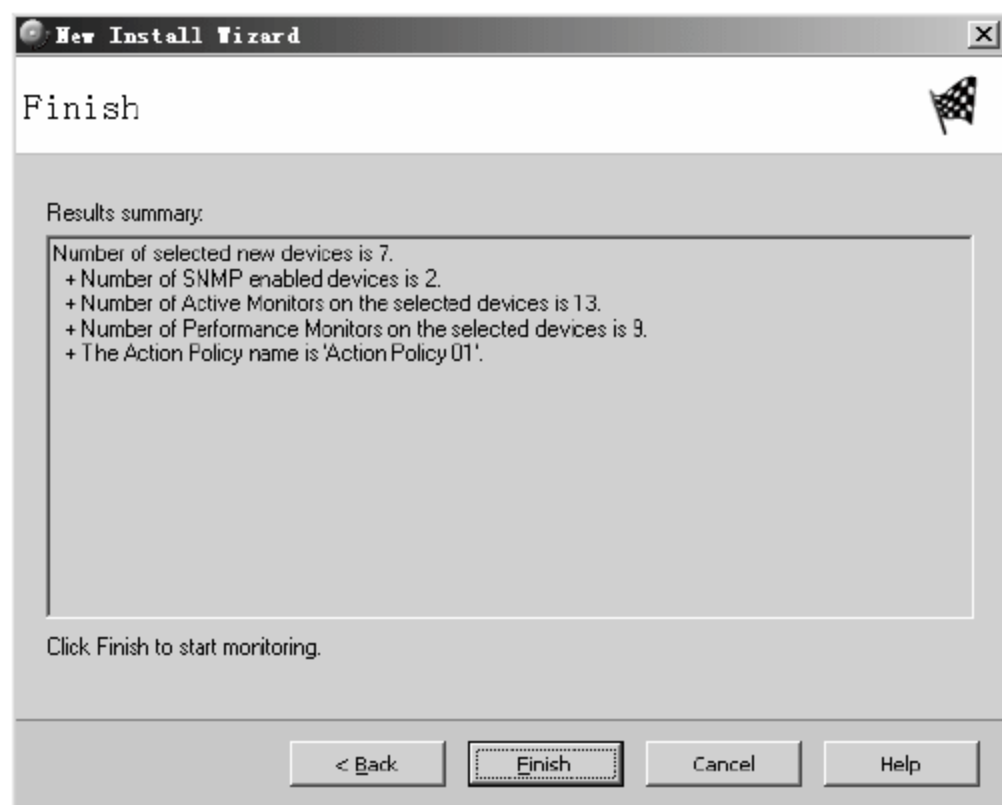 New Install Wizard
Finish
Results summary:
Number of selected new devices is 7.
+ Number of SNMP enabled devices is 2.
+ Number of Active Monitors on the selected devices is 13.
+ Number of Performance Monitors on the selected devices is 9.
+ The Action Policy name is 'Action Policy 01'.
Click Finish to start monitoring.
< Back Finish Cancel Help